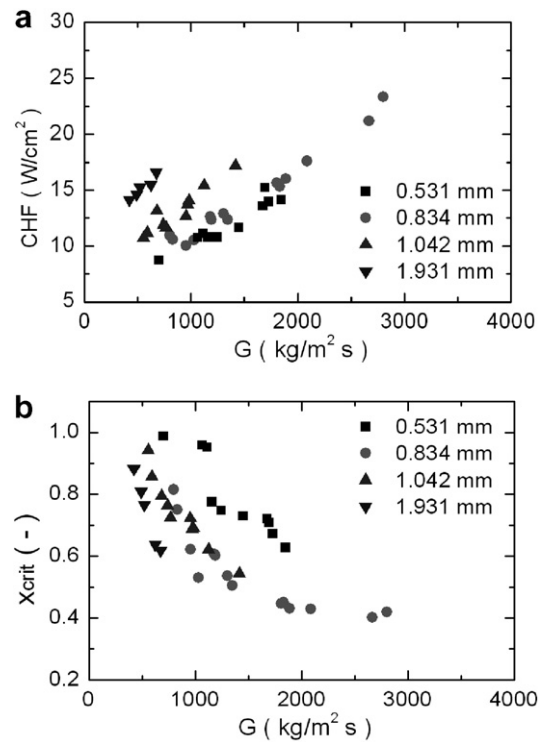 a
30
25
20
15
10
5
CHF ( W/cm² )
0.531 mm
0.834 mm
1.042 mm
1.931 mm
0 1000 2000 3000 4000
G ( kg/m² s )
b
1.0
0.8
0.6
0.4
0.2
Xcrit ( - )
0.531 mm
0.834 mm
1.042 mm
1.931 mm
0 1000 2000 3000 4000
G ( kg/m² s )